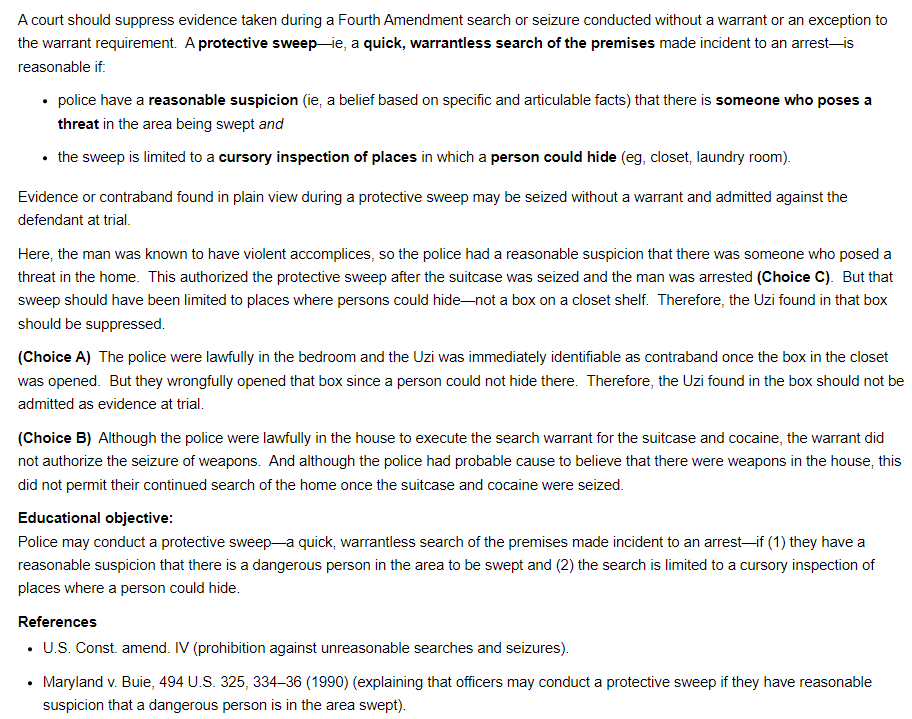 A court should suppress evidence taken during a Fourth Amendment search or seizure conducted without a warrant or an exception to
the warrant requirement. A protective sweep—ie, a quick, warrantless search of the premises made incident to an arrest—is
reasonable if:
• police have a reasonable suspicion (ie, a belief based on specific and articulable facts) that there is someone who poses a
threat in the area being swept and
• the sweep is limited to a cursory inspection of places in which a person could hide (eg, closet, laundry room).
Evidence or contraband found in plain view during a protective sweep may be seized without a warrant and admitted against the
defendant at trial.
Here, the man was known to have violent accomplices, so the police had a reasonable suspicion that there was someone who posed a
threat in the home. This authorized the protective sweep after the suitcase was seized and the man was arrested (Choice C). But that
sweep should have been limited to places where persons could hide—not a box on a closet shelf. Therefore, the Uzi found in that box
should be suppressed.
(Choice A) The police were lawfully in the bedroom and the Uzi was immediately identifiable as contraband once the box in the closet
was opened. But they wrongfully opened that box since a person could not hide there. Therefore, the Uzi found in the box should not be
admitted as evidence at trial.
(Choice B) Although the police were lawfully in the house to execute the search warrant for the suitcase and cocaine, the warrant did
not authorize the seizure of weapons. And although the police had probable cause to believe that there were weapons in the house, this
did not permit their continued search of the home once the suitcase and cocaine were seized.
Educational objective:
Police may conduct a protective sweep—a quick, warrantless search of the premises made incident to an arrest—if (1) they have a
reasonable suspicion that there is a dangerous person in the area to be swept and (2) the search is limited to a cursory inspection of
places where a person could hide.
References
• U.S. Const. amend. IV (prohibition against unreasonable searches and seizures).
• Maryland v. Buie, 494 U.S. 325, 334–36 (1990) (explaining that officers may conduct a protective sweep if they have reasonable
suspicion that a dangerous person is in the area swept).